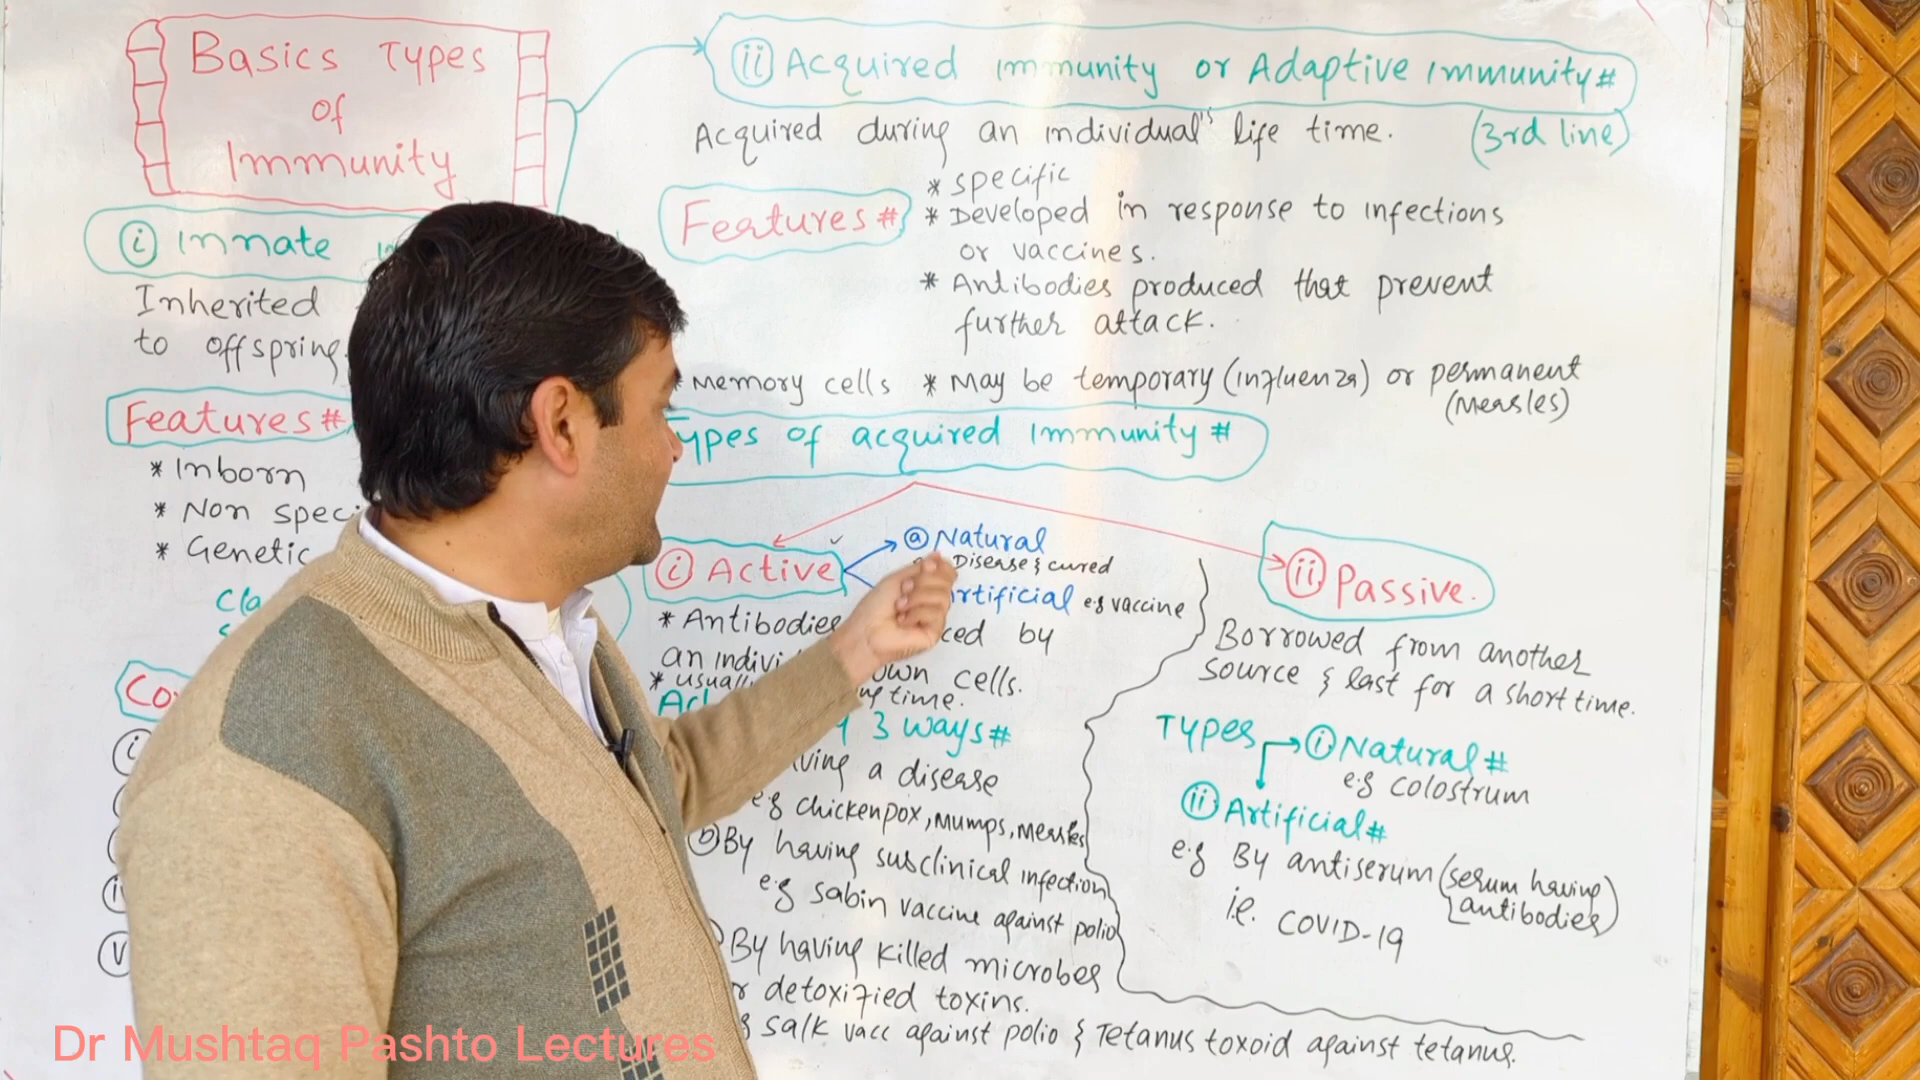 Basics Types
of
Immunity
(i) Innate
Inherited
to offspring.
Features #
* Inborn
* Non speci
* Genetic
(ii) Acquired Immunity or Adaptive Immunity #
Acquired during an individual's life time. (3rd line)
Features #
* Specific
* Developed in response to infections
or vaccines.
* Antibodies produced that prevent
further attack.
* Memory cells * May be temporary (influenza) or permanent
(Measles)
Types of acquired Immunity #
(i) Active
(a) Natural
Disease & cured
Artificial e.g vaccine
* Antibodies by
an own cells.
* usually time.
3 ways #
a disease
e.g chickenpox, Mumps, Measles
(b) By having subclinical infection
e.g sabin vaccine against polio
By having killed microbes
or detoxified toxins.
salk vacc against polio & Tetanus toxoid against tetanus.
(ii) Passive.
Borrowed from another
source & last for a short time.
Types (i) Natural #
e.g colostrum
(ii) Artificial #
e.g By antiserum (serum having
antibodies)
i.e. COVID-19
Dr Mushtaq Pashto Lectures